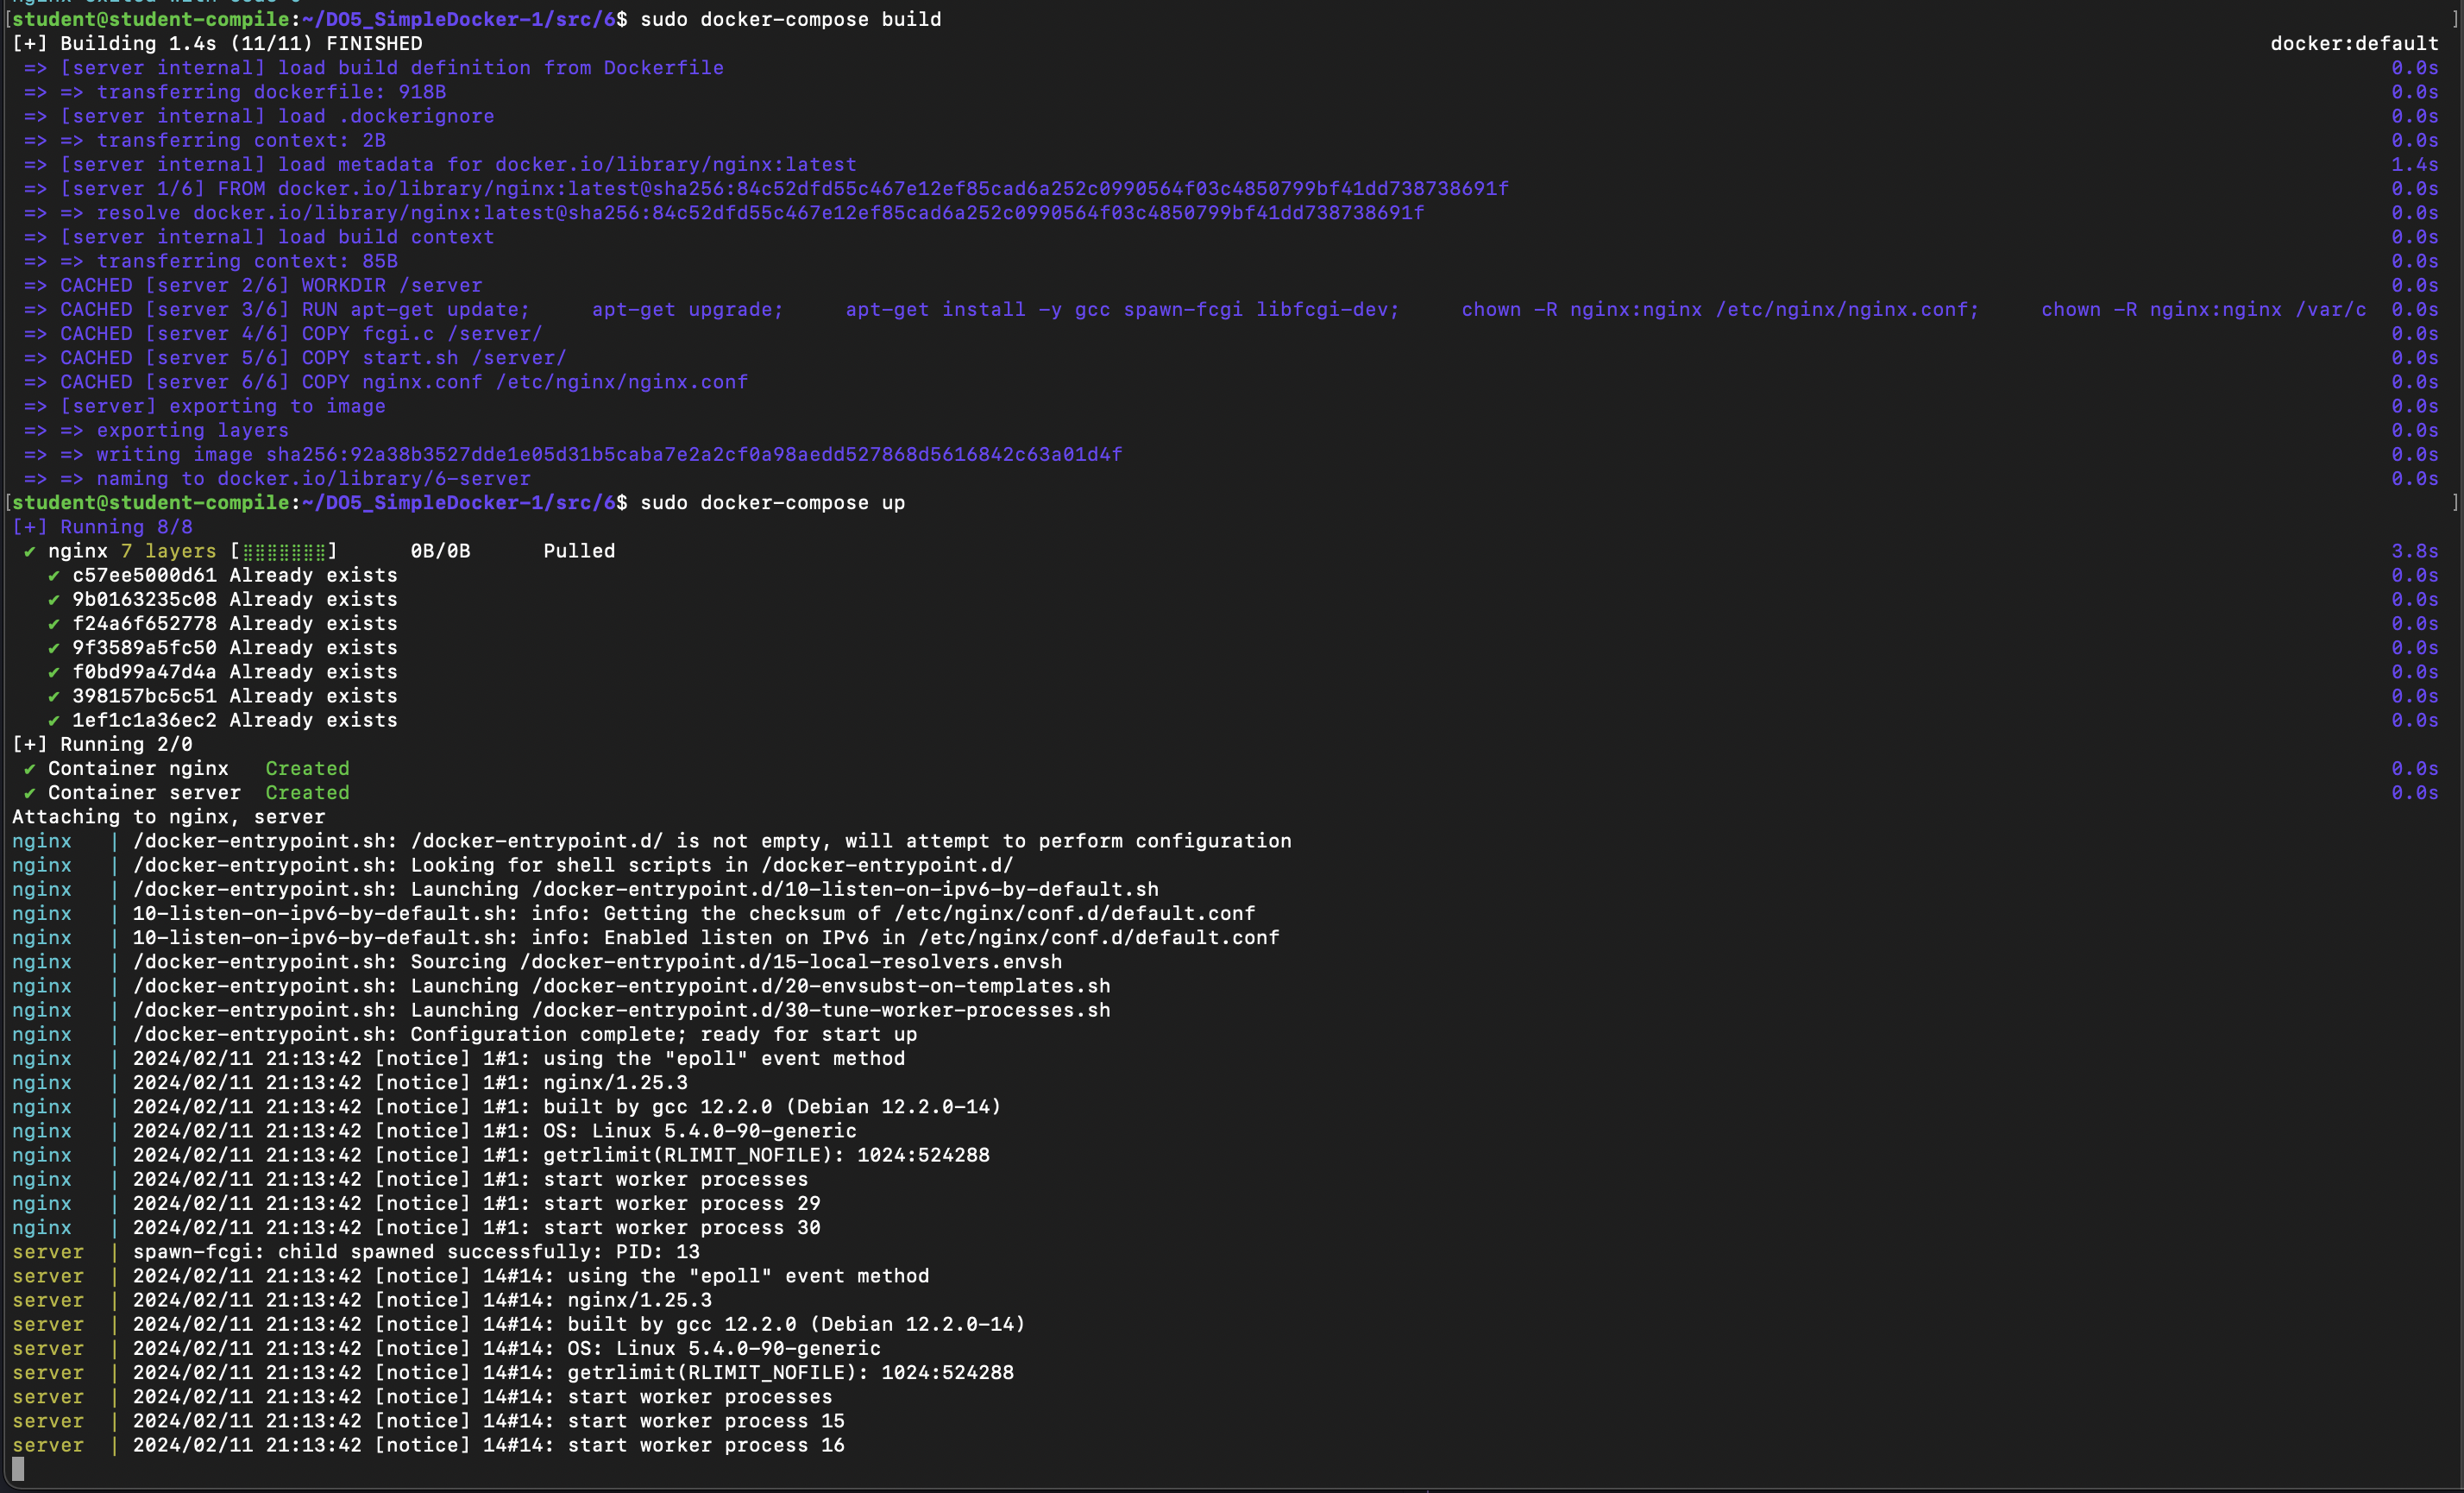 [student@student-compile:~/DO5_SimpleDocker-1/src/6$ sudo docker-compose build ]
[+] Building 1.4s (11/11) FINISHED docker:default
=> [server internal] load build definition from Dockerfile 0.0s
=> => transferring dockerfile: 918B 0.0s
=> [server internal] load .dockerignore 0.0s
=> => transferring context: 2B 0.0s
=> [server internal] load metadata for docker.io/library/nginx:latest 1.4s
=> [server 1/6] FROM docker.io/library/nginx:latest@sha256:84c52dfd55c467e12ef85cad6a252c0990564f03c4850799bf41dd738738691f 0.0s
=> => resolve docker.io/library/nginx:latest@sha256:84c52dfd55c467e12ef85cad6a252c0990564f03c4850799bf41dd738738691f 0.0s
=> [server internal] load build context 0.0s
=> => transferring context: 85B 0.0s
=> CACHED [server 2/6] WORKDIR /server 0.0s
=> CACHED [server 3/6] RUN apt-get update; apt-get upgrade; apt-get install -y gcc spawn-fcgi libfcgi-dev; chown -R nginx:nginx /etc/nginx/nginx.conf; chown -R nginx:nginx /var/c 0.0s
=> CACHED [server 4/6] COPY fcgi.c /server/ 0.0s
=> CACHED [server 5/6] COPY start.sh /server/ 0.0s
=> CACHED [server 6/6] COPY nginx.conf /etc/nginx/nginx.conf 0.0s
=> [server] exporting to image 0.0s
=> => exporting layers 0.0s
=> => writing image sha256:92a38b3527dde1e05d31b5caba7e2a2cf0a98aedd527868d5616842c63a01d4f 0.0s
=> => naming to docker.io/library/6-server 0.0s
[student@student-compile:~/DO5_SimpleDocker-1/src/6$ sudo docker-compose up ]
[+] Running 8/8
✔ nginx 7 layers [⣿⣿⣿⣿⣿⣿⣿] 0B/0B Pulled 3.8s
✔ c57ee5000d61 Already exists 0.0s
✔ 9b0163235c08 Already exists 0.0s
✔ f24a6f652778 Already exists 0.0s
✔ 9f3589a5fc50 Already exists 0.0s
✔ f0bd99a47d4a Already exists 0.0s
✔ 398157bc5c51 Already exists 0.0s
✔ 1ef1c1a36ec2 Already exists 0.0s
[+] Running 2/0
✔ Container nginx Created 0.0s
✔ Container server Created 0.0s
Attaching to nginx, server
nginx | /docker-entrypoint.sh: /docker-entrypoint.d/ is not empty, will attempt to perform configuration
nginx | /docker-entrypoint.sh: Looking for shell scripts in /docker-entrypoint.d/
nginx | /docker-entrypoint.sh: Launching /docker-entrypoint.d/10-listen-on-ipv6-by-default.sh
nginx | 10-listen-on-ipv6-by-default.sh: info: Getting the checksum of /etc/nginx/conf.d/default.conf
nginx | 10-listen-on-ipv6-by-default.sh: info: Enabled listen on IPv6 in /etc/nginx/conf.d/default.conf
nginx | /docker-entrypoint.sh: Sourcing /docker-entrypoint.d/15-local-resolvers.envsh
nginx | /docker-entrypoint.sh: Launching /docker-entrypoint.d/20-envsubst-on-templates.sh
nginx | /docker-entrypoint.sh: Launching /docker-entrypoint.d/30-tune-worker-processes.sh
nginx | /docker-entrypoint.sh: Configuration complete; ready for start up
nginx | 2024/02/11 21:13:42 [notice] 1#1: using the "epoll" event method
nginx | 2024/02/11 21:13:42 [notice] 1#1: nginx/1.25.3
nginx | 2024/02/11 21:13:42 [notice] 1#1: built by gcc 12.2.0 (Debian 12.2.0-14)
nginx | 2024/02/11 21:13:42 [notice] 1#1: OS: Linux 5.4.0-90-generic
nginx | 2024/02/11 21:13:42 [notice] 1#1: getrlimit(RLIMIT_NOFILE): 1024:524288
nginx | 2024/02/11 21:13:42 [notice] 1#1: start worker processes
nginx | 2024/02/11 21:13:42 [notice] 1#1: start worker process 29
nginx | 2024/02/11 21:13:42 [notice] 1#1: start worker process 30
server | spawn-fcgi: child spawned successfully: PID: 13
server | 2024/02/11 21:13:42 [notice] 14#14: using the "epoll" event method
server | 2024/02/11 21:13:42 [notice] 14#14: nginx/1.25.3
server | 2024/02/11 21:13:42 [notice] 14#14: built by gcc 12.2.0 (Debian 12.2.0-14)
server | 2024/02/11 21:13:42 [notice] 14#14: OS: Linux 5.4.0-90-generic
server | 2024/02/11 21:13:42 [notice] 14#14: getrlimit(RLIMIT_NOFILE): 1024:524288
server | 2024/02/11 21:13:42 [notice] 14#14: start worker processes
server | 2024/02/11 21:13:42 [notice] 14#14: start worker process 15
server | 2024/02/11 21:13:42 [notice] 14#14: start worker process 16